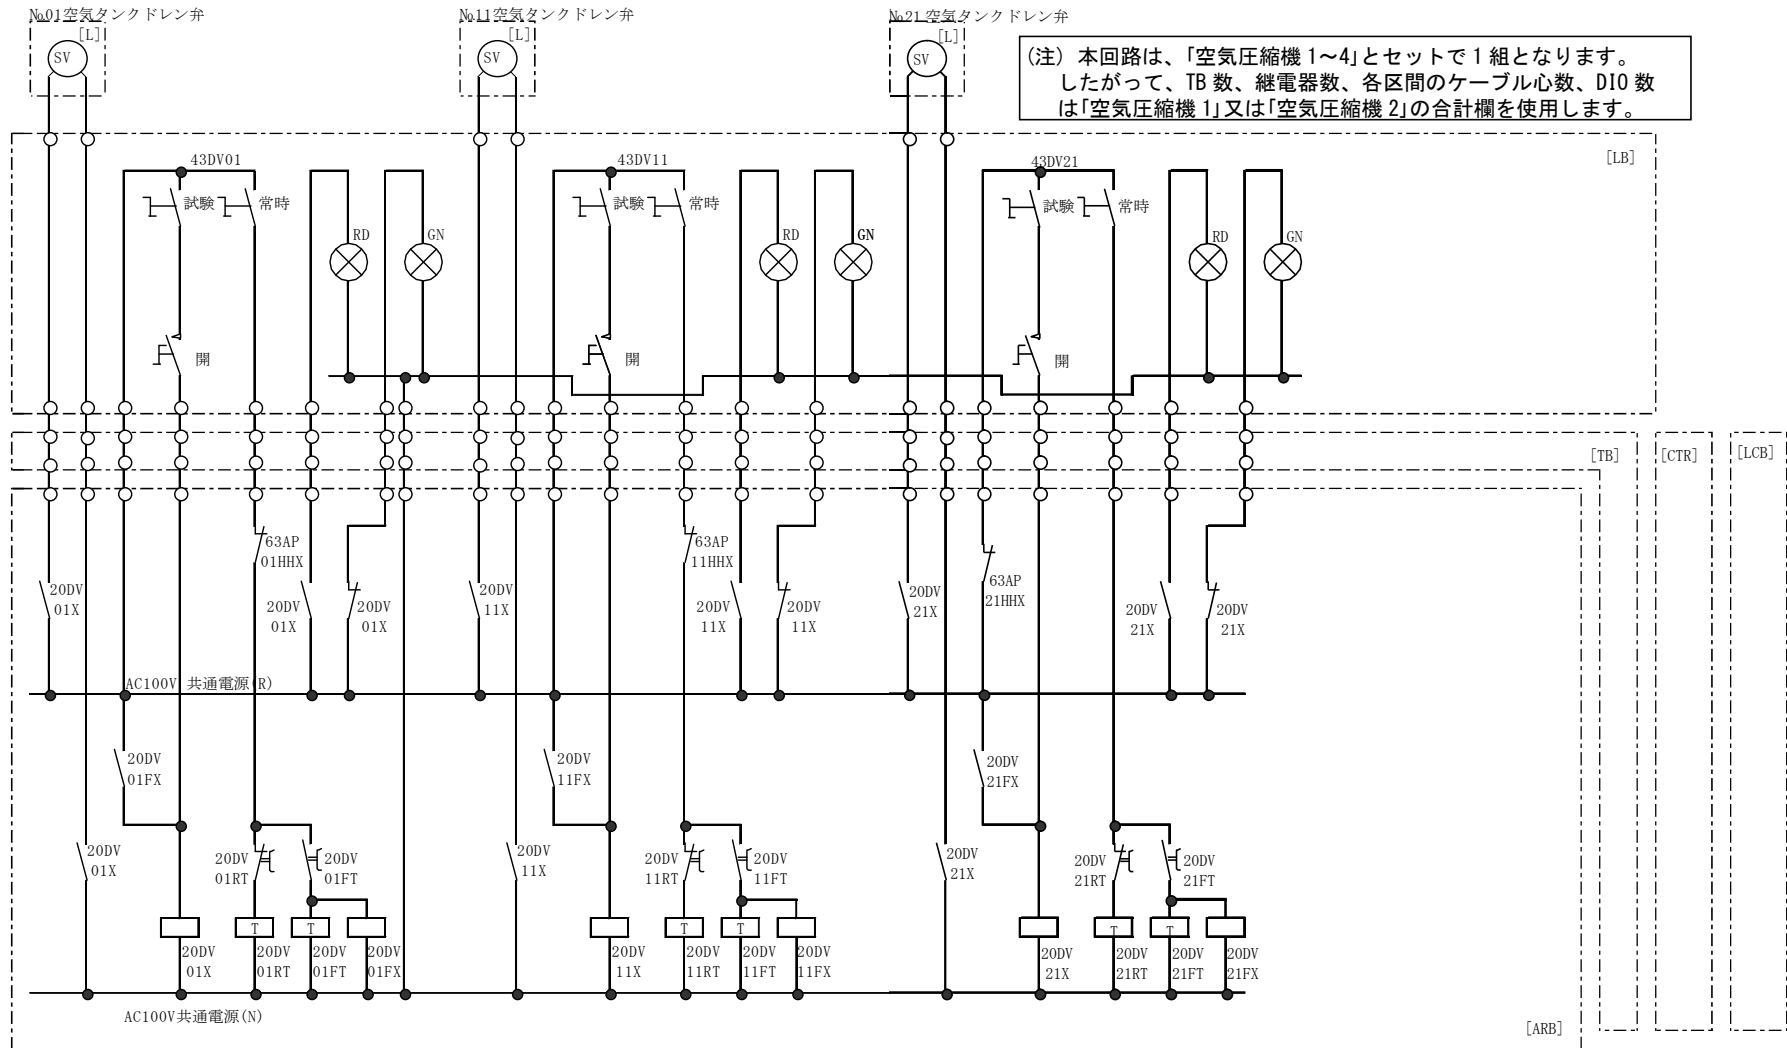 №01空気タンクドレン弁
№11空気タンクドレン弁
№21空気タンクドレン弁
[L]
[L]
[L]
SV
SV
SV
(注) 本回路は、「空気圧縮機1～4」とセットで1組となります。
したがって、TB数、継電器数、各区間のケーブル心数、DIO数
は「空気圧縮機1」又は「空気圧縮機2」の合計欄を使用します。
[LB]
43DV01
43DV11
43DV21
試験
常時
試験
常時
試験
常時
RD
GN
RD
GN
RD
GN
開
開
開
[TB]
[CTR]
[LCB]
63AP
01HHX
63AP
11HHX
63AP
21HHX
20DV
01X
20DV
01X
20DV
01X
20DV
11X
20DV
11X
20DV
11X
20DV
21X
20DV
21X
20DV
21X
AC100V 共通電源(R)
20DV
01FX
20DV
11FX
20DV
21FX
20DV
01X
20DV
01RT
20DV
01FT
20DV
11X
20DV
11RT
20DV
11FT
20DV
21X
20DV
21RT
20DV
21FT
T
T
T
T
T
T
20DV
01X
20DV
01RT
20DV
01FT
20DV
01FX
20DV
11X
20DV
11RT
20DV
11FT
20DV
11FX
20DV
21X
20DV
21RT
20DV
21FT
20DV
21FX
AC100V共通電源(N)
[ARB]